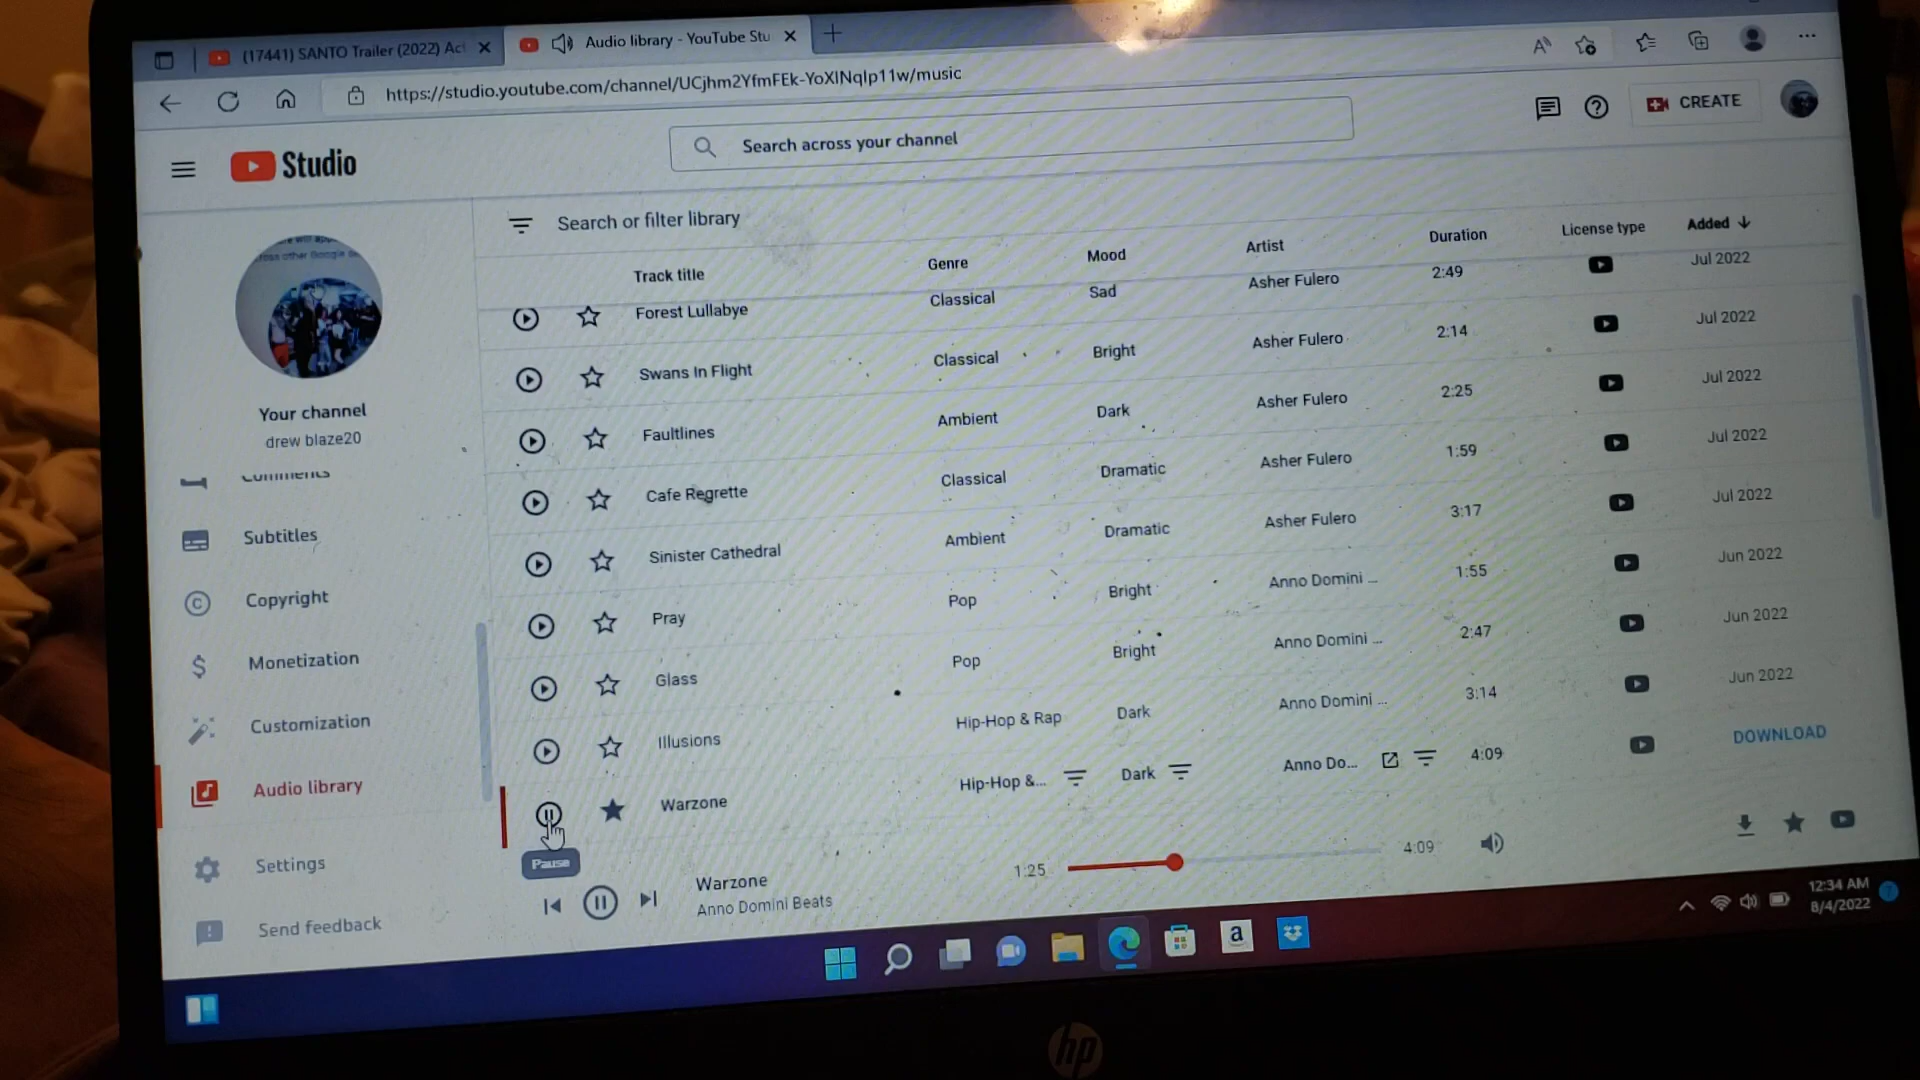 (17441) SANTO Trailer (2022) Act
Audio library - YouTube Stu
https://studio.youtube.com/channel/UCjhm2YfmFEk-YoXlNqlp11w/music
Studio
Search across your channel
CREATE
Your channel
drew blaze20
Comments
Subtitles
Copyright
Monetization
Customization
Audio library
Settings
Send feedback
Search or filter library
Track title Genre Mood Artist Duration License type Added
Forest Lullabye Classical Sad Asher Fulero 2:49 Jul 2022
Swans In Flight Classical Bright Asher Fulero 2:14 Jul 2022
Faultlines Ambient Dark Asher Fulero 2:25 Jul 2022
Cafe Regrette Classical Dramatic Asher Fulero 1:59 Jul 2022
Sinister Cathedral Ambient Dramatic Asher Fulero 3:17 Jul 2022
Pray Pop Bright Anno Domini ... 1:55 Jun 2022
Glass Pop Bright Anno Domini ... 2:47 Jun 2022
Illusions Hip-Hop & Rap Dark Anno Domini ... 3:14 Jun 2022
Warzone Hip-Hop &... Dark Anno Do... 4:09 DOWNLOAD
Pause
Warzone
Anno Domini Beats
1:25 4:09
12:34 AM
8/4/2022
hp